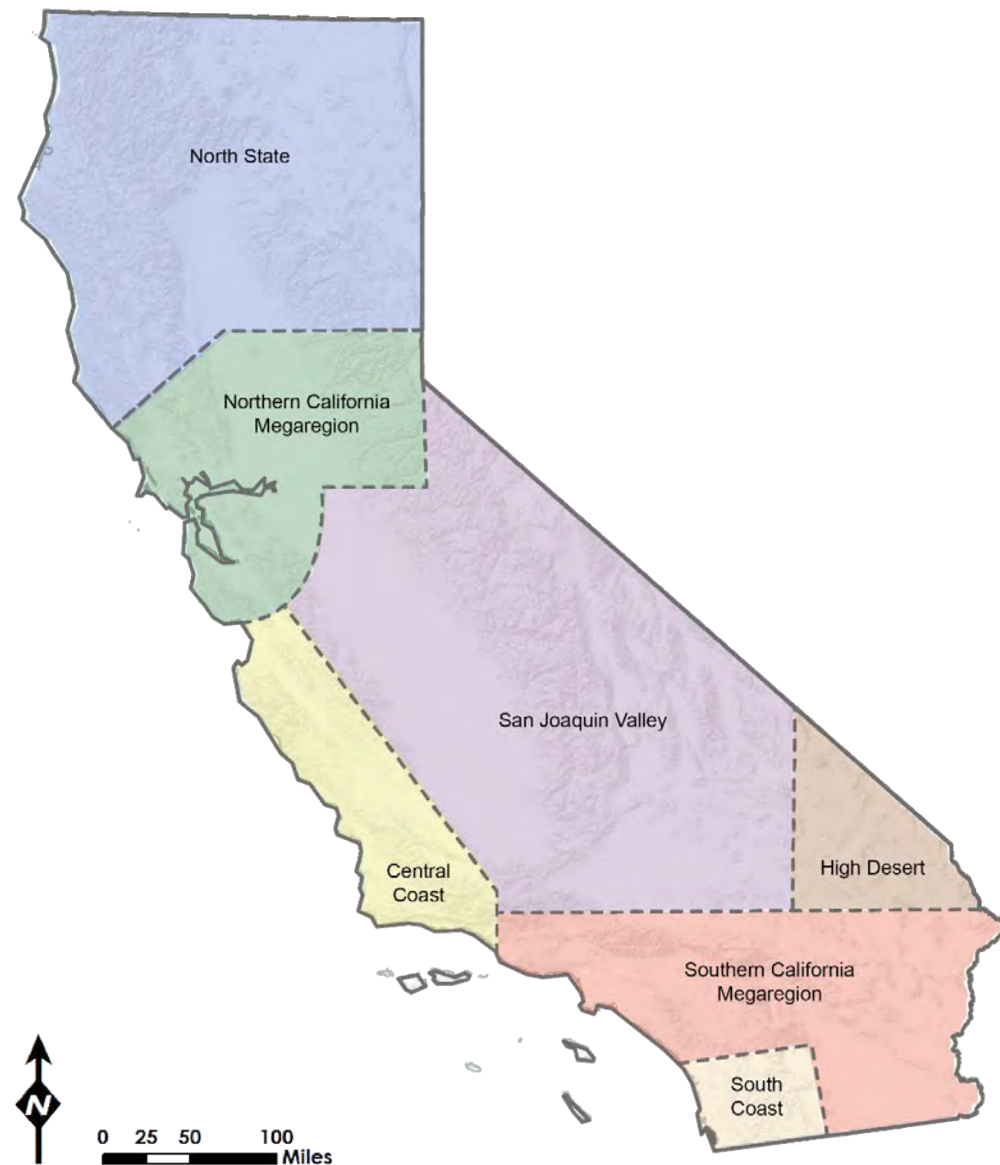 North State
Northern California
Megaregion
San Joaquin Valley
High Desert
Central
Coast
Southern California
Megaregion
South
Coast
N
0 25 50 100
Miles